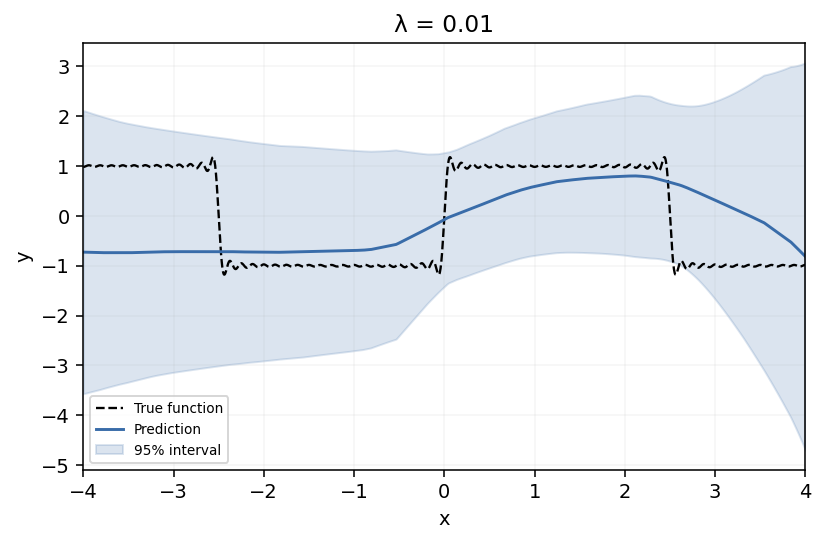 λ = 0.01
3
2
1
0
−1
−2
−3
−4
−5
y
True function
Prediction
95% interval
−4 −3 −2 −1 0 1 2 3 4
x